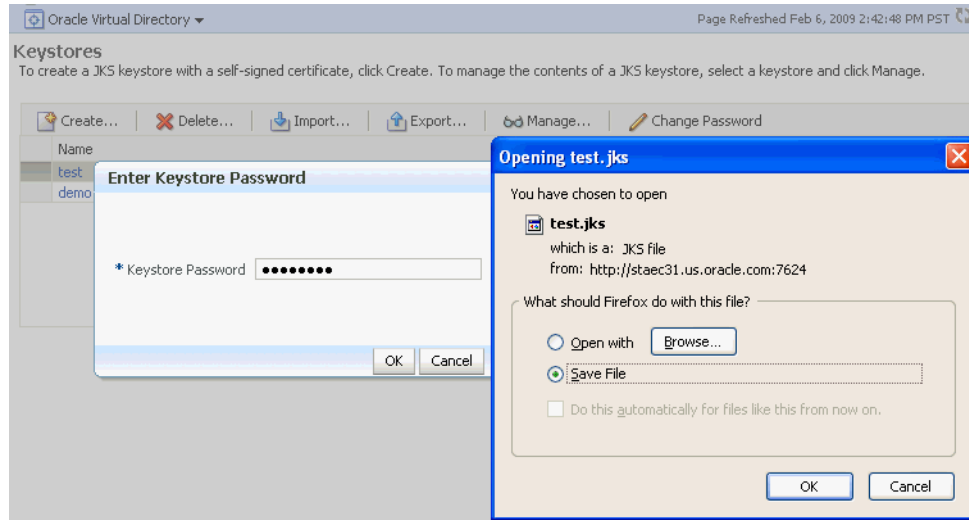 Oracle Virtual Directory
Page Refreshed Feb 6, 2009 2:42:48 PM PST
Keystores
To create a JKS keystore with a self-signed certificate, click Create. To manage the contents of a JKS keystore, select a keystore and click Manage.
Create... Delete... Import... Export... Manage... Change Password
Name
test
demo
Enter Keystore Password
* Keystore Password ●●●●●●●●
OK Cancel
Opening test.jks
You have chosen to open
test.jks
which is a: JKS file
from: http://staec31.us.oracle.com:7624
What should Firefox do with this file?
Open with Browse...
Save File
Do this automatically for files like this from now on.
OK Cancel